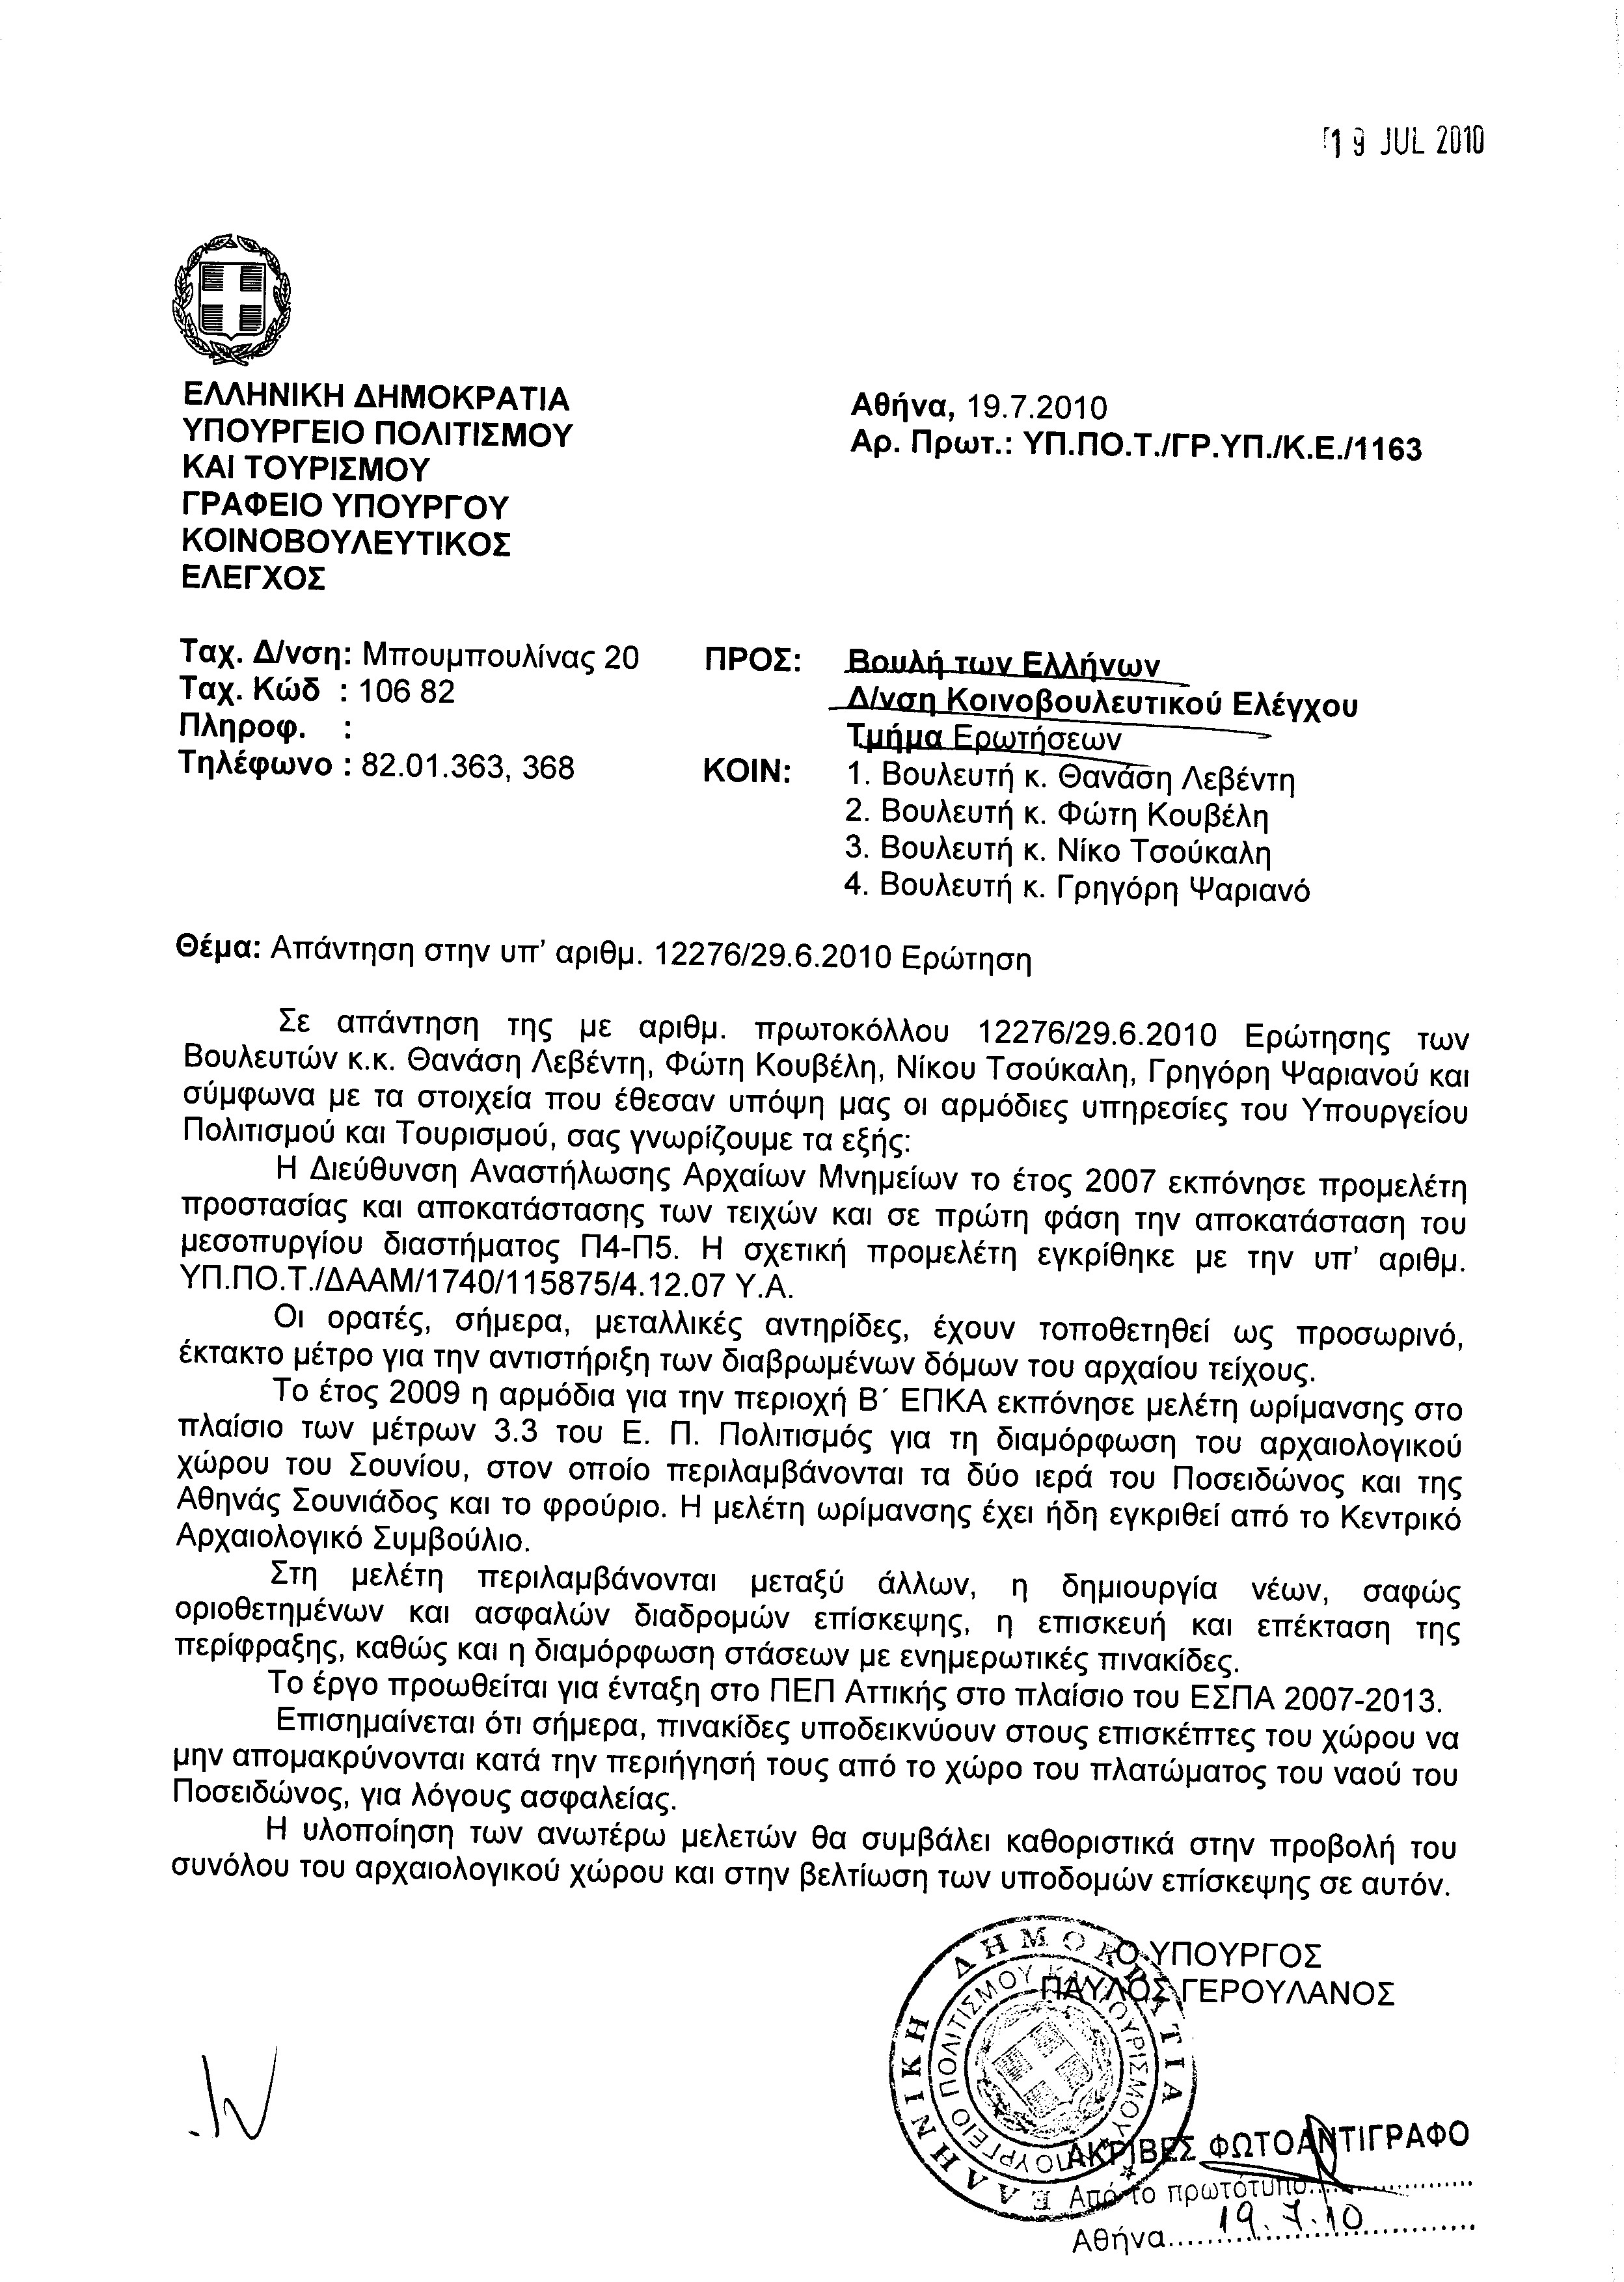 19 JUL 2010
ΕΛΛΗΝΙΚΗ ΔΗΜΟΚΡΑΤΙΑ
ΥΠΟΥΡΓΕΙΟ ΠΟΛΙΤΙΣΜΟΥ
ΚΑΙ ΤΟΥΡΙΣΜΟΥ
ΓΡΑΦΕΙΟ ΥΠΟΥΡΓΟΥ
ΚΟΙΝΟΒΟΥΛΕΥΤΙΚΟΣ
ΕΛΕΓΧΟΣ
Αθήνα, 19.7.2010
Αρ. Πρωτ.: ΥΠ.ΠΟ.Τ./ΓΡ.ΥΠ./Κ.Ε./1163
Ταχ. Δ/νση: Μπουμπουλίνας 20
Ταχ. Κώδ : 106 82
Πληροφ. :
Τηλέφωνο : 82.01.363, 368
ΠΡΟΣ: Βουλή των Ελλήνων
Δ/νση Κοινοβουλευτικού Ελέγχου
Τμήμα Ερωτήσεων
ΚΟΙΝ: 1. Βουλευτή κ. Θανάση Λεβέντη
2. Βουλευτή κ. Φώτη Κουβέλη
3. Βουλευτή κ. Νίκο Τσούκαλη
4. Βουλευτή κ. Γρηγόρη Ψαριανό
Θέμα: Απάντηση στην υπ’ αριθμ. 12276/29.6.2010 Ερώτηση
Σε απάντηση της με αριθμ. πρωτοκόλλου 12276/29.6.2010 Ερώτησης των
Βουλευτών κ.κ. Θανάση Λεβέντη, Φώτη Κουβέλη, Νίκου Τσούκαλη, Γρηγόρη Ψαριανού και
σύμφωνα με τα στοιχεία που έθεσαν υπόψη μας οι αρμόδιες υπηρεσίες του Υπουργείου
Πολιτισμού και Τουρισμού, σας γνωρίζουμε τα εξής:
Η Διεύθυνση Αναστήλωσης Αρχαίων Μνημείων το έτος 2007 εκπόνησε προμελέτη
προστασίας και αποκατάστασης των τειχών και σε πρώτη φάση την αποκατάσταση του
μεσοπυργίου διαστήματος Π4-Π5. Η σχετική προμελέτη εγκρίθηκε με την υπ’ αριθμ.
ΥΠ.ΠΟ.Τ./ΔΑΑΜ/1740/115875/4.12.07 Υ.Α.
Οι ορατές, σήμερα, μεταλλικές αντηρίδες, έχουν τοποθετηθεί ως προσωρινό,
έκτακτο μέτρο για την αντιστήριξη των διαβρωμένων δόμων του αρχαίου τείχους.
Το έτος 2009 η αρμόδια για την περιοχή Β΄ ΕΠΚΑ εκπόνησε μελέτη ωρίμανσης στο
πλαίσιο των μέτρων 3.3 του Ε. Π. Πολιτισμός για τη διαμόρφωση του αρχαιολογικού
χώρου του Σουνίου, στον οποίο περιλαμβάνονται τα δύο ιερά του Ποσειδώνος και της
Αθηνάς Σουνιάδος και το φρούριο. Η μελέτη ωρίμανσης έχει ήδη εγκριθεί από το Κεντρικό
Αρχαιολογικό Συμβούλιο.
Στη μελέτη περιλαμβάνονται μεταξύ άλλων, η δημιουργία νέων, σαφώς
οριοθετημένων και ασφαλών διαδρομών επίσκεψης, η επισκευή και επέκταση της
περίφραξης, καθώς και η διαμόρφωση στάσεων με ενημερωτικές πινακίδες.
Το έργο προωθείται για ένταξη στο ΠΕΠ Αττικής στο πλαίσιο του ΕΣΠΑ 2007-2013.
Επισημαίνεται ότι σήμερα, πινακίδες υποδεικνύουν στους επισκέπτες του χώρου να
μην απομακρύνονται κατά την περιήγησή τους από το χώρο του πλατώματος του ναού του
Ποσειδώνος, για λόγους ασφαλείας.
Η υλοποίηση των ανωτέρω μελετών θα συμβάλει καθοριστικά στην προβολή του
συνόλου του αρχαιολογικού χώρου και στην βελτίωση των υποδομών επίσκεψης σε αυτόν.
Ο ΥΠΟΥΡΓΟΣ
ΠΑΥΛΟΣ ΓΕΡΟΥΛΑΝΟΣ
ΕΛΛΗΝΙΚΗ ΔΗΜΟΚΡΑΤΙΑ
ΥΠΟΥΡΓΕΙΟ ΠΟΛΙΤΙΣΜΟΥ ΚΑΙ ΤΟΥΡΙΣΜΟΥ
ΑΚΡΙΒΕΣ ΦΩΤΟΑΝΤΙΓΡΑΦΟ
Από το πρωτότυπο
Αθήνα 19.7.10